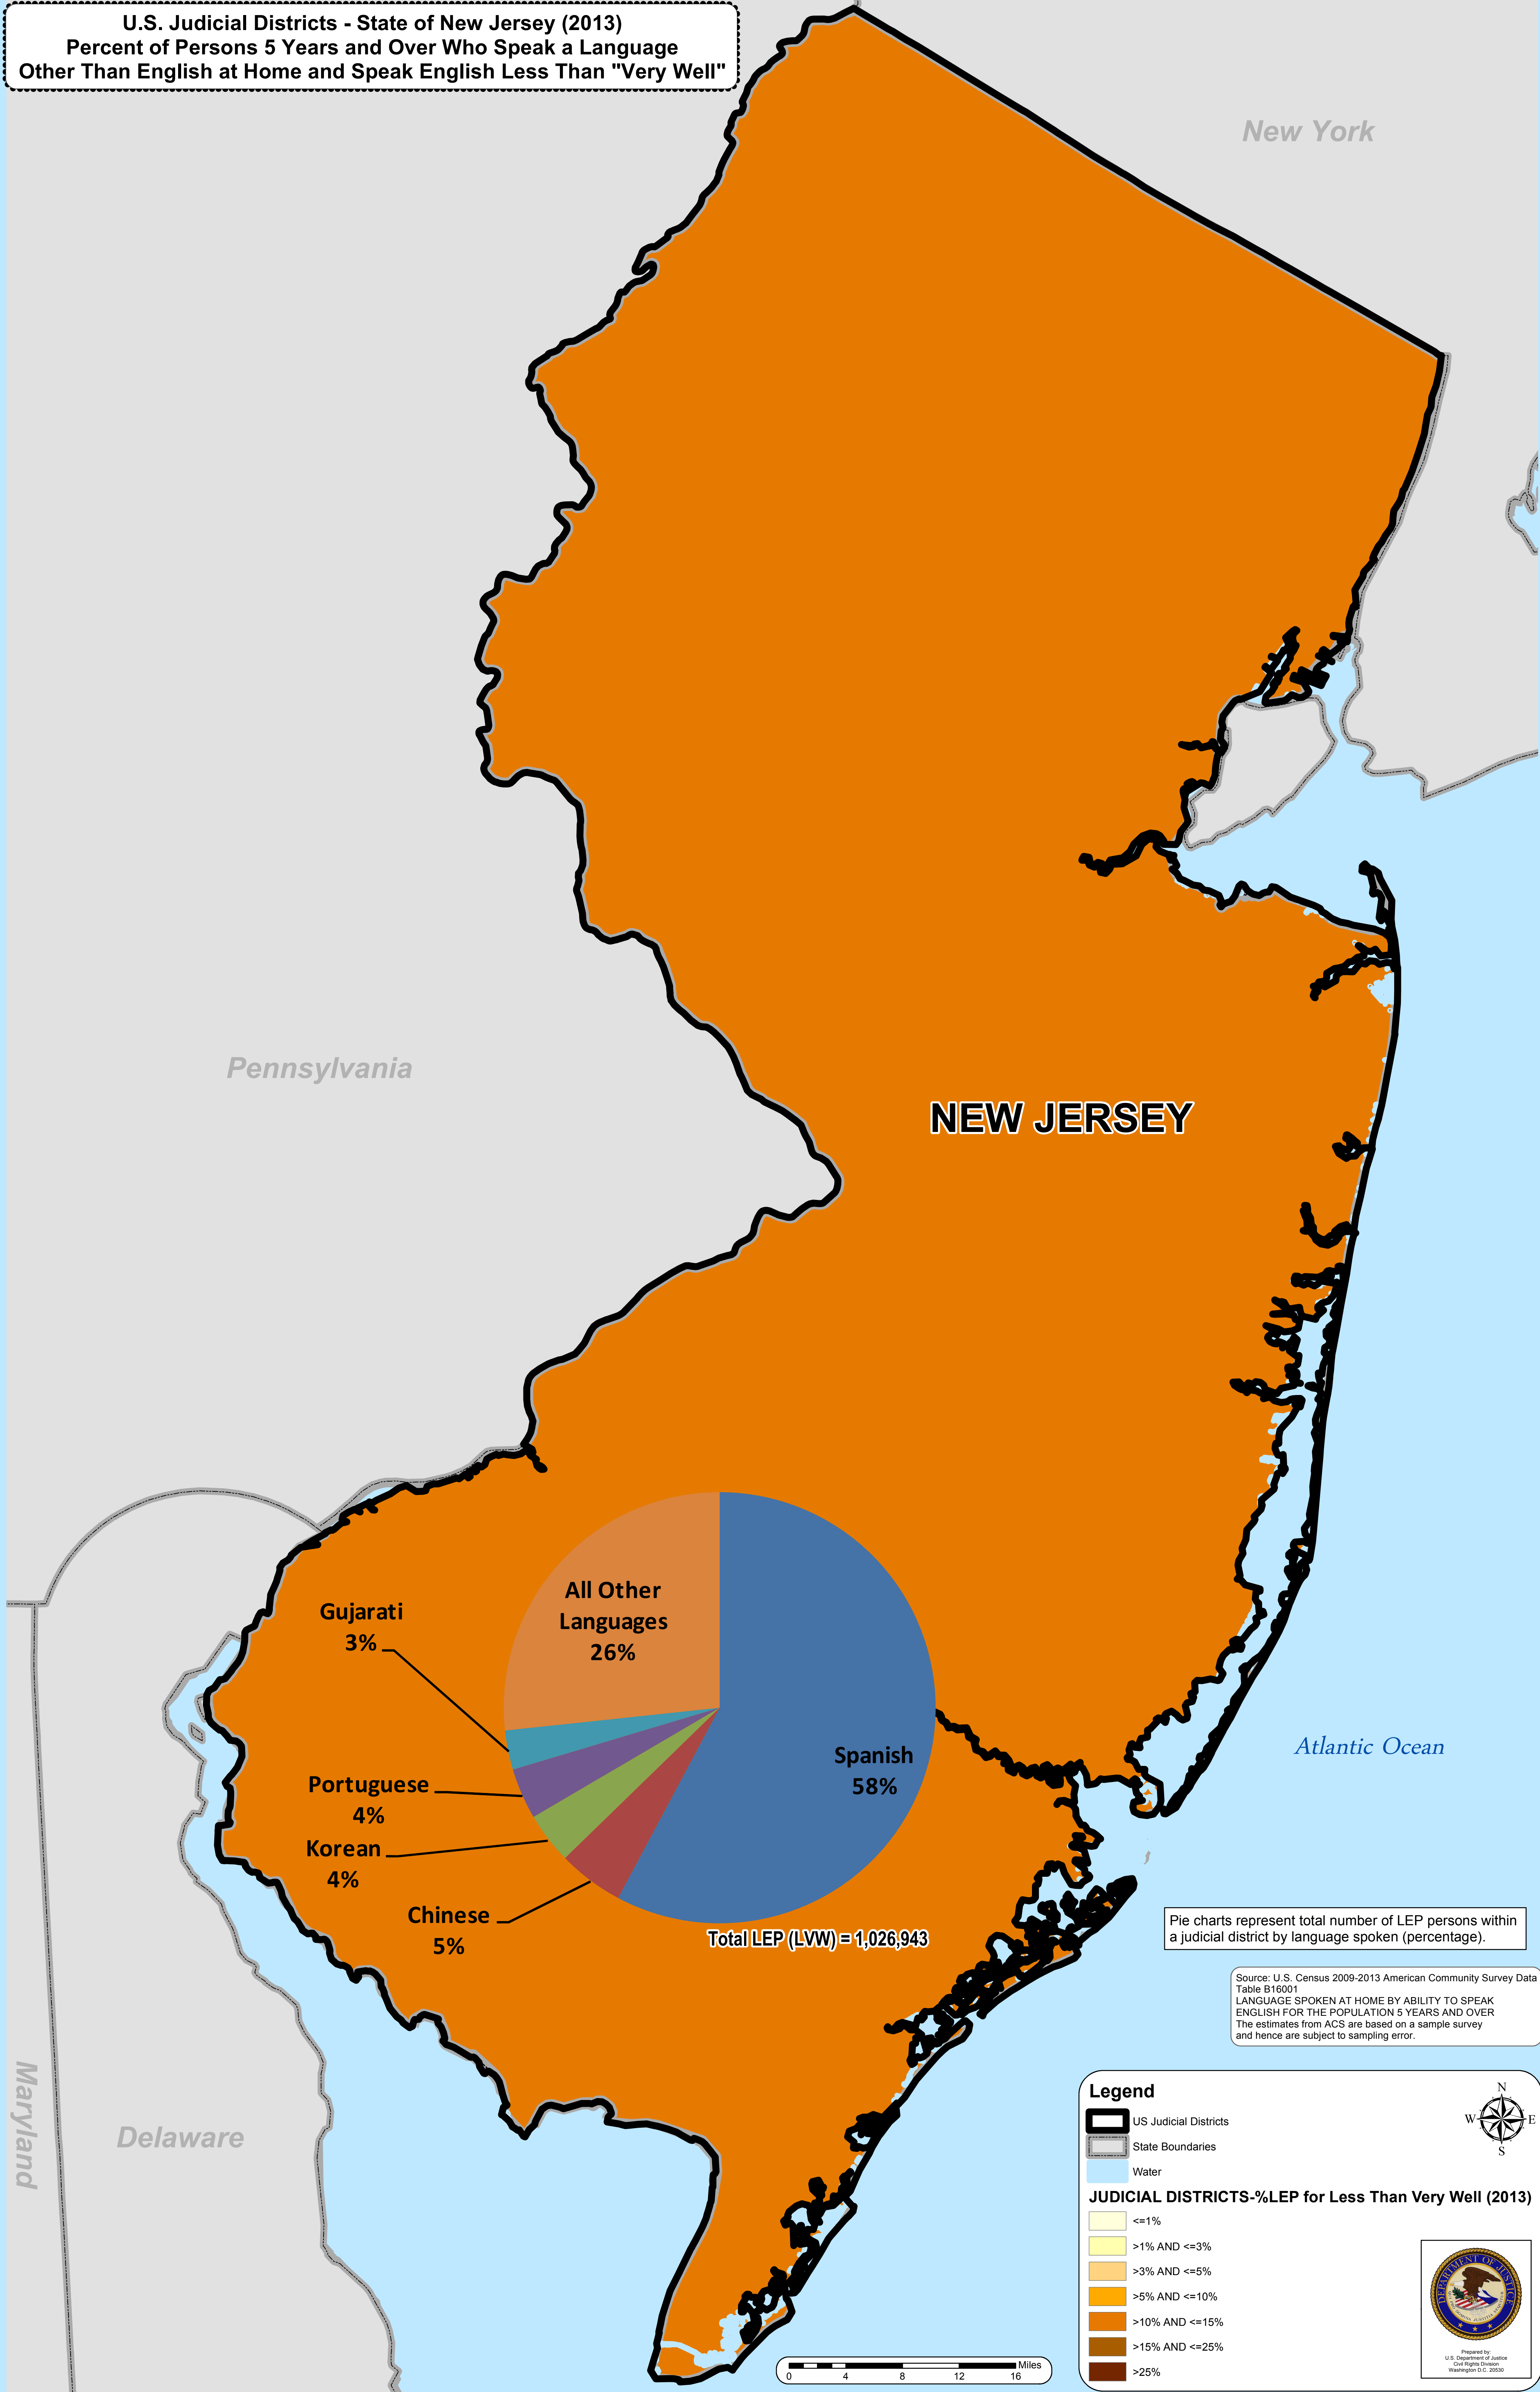 U.S. Judicial Districts - State of New Jersey (2013)
Percent of Persons 5 Years and Over Who Speak a Language
Other Than English at Home and Speak English Less Than "Very Well"
New York
Pennsylvania
NEW JERSEY
All Other
Languages
26%
Gujarati
3%
Spanish
58%
Atlantic Ocean
Portuguese
4%
Korean
4%
Chinese
5%
Total LEP (LVW) = 1,026,943
Pie charts represent total number of LEP persons within
a judicial district by language spoken (percentage).
Source: U.S. Census 2009-2013 American Community Survey Data
Table B16001
LANGUAGE SPOKEN AT HOME BY ABILITY TO SPEAK
ENGLISH FOR THE POPULATION 5 YEARS AND OVER
The estimates from ACS are based on a sample survey
and hence are subject to sampling error.
Maryland
Delaware
Legend
N
W E
S
US Judicial Districts
State Boundaries
Water
JUDICIAL DISTRICTS-%LEP for Less Than Very Well (2013)
<=1%
>1% AND <=3%
>3% AND <=5%
>5% AND <=10%
>10% AND <=15%
>15% AND <=25%
>25%
DEPARTMENT OF JUSTICE
Prepared by:
U.S. Department of Justice
Civil Rights Division
Washington D.C. 20530
Miles
0 4 8 12 16